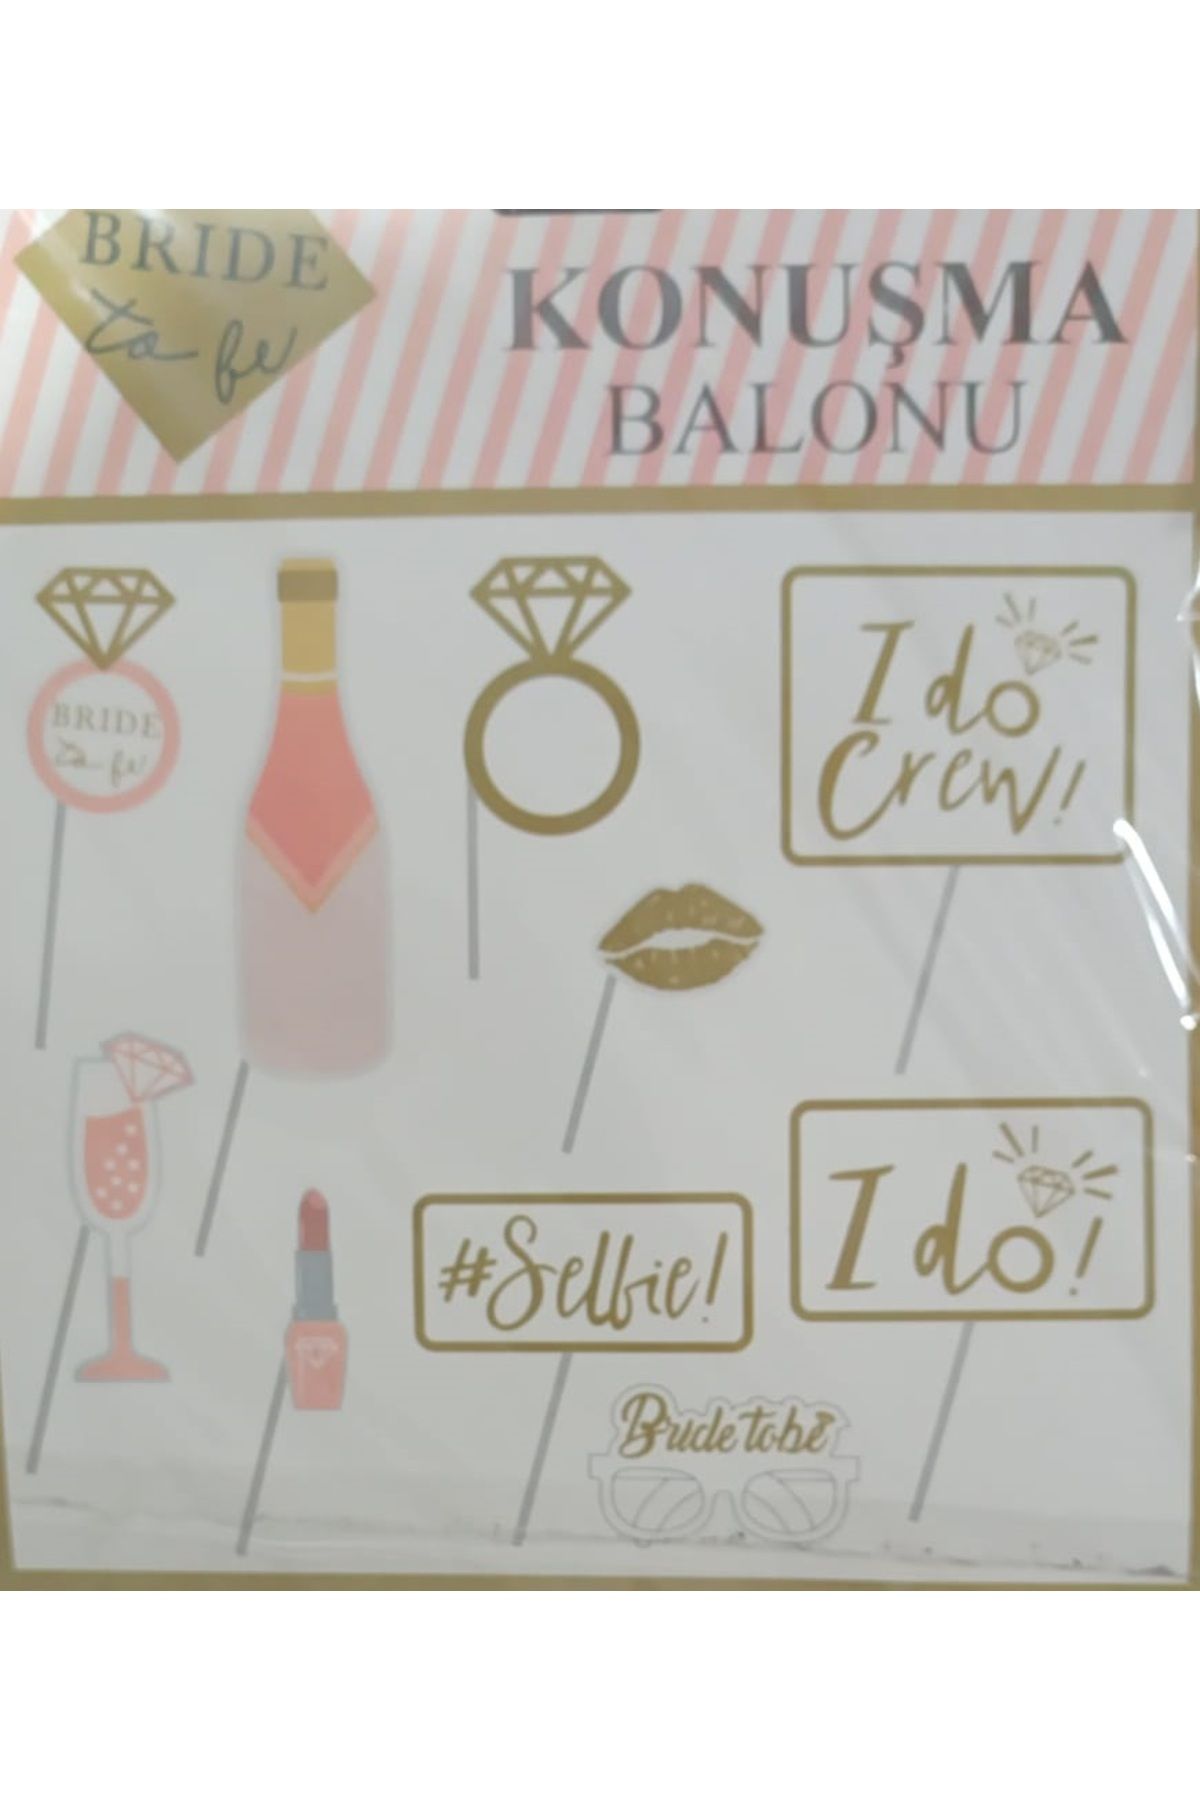 BRIDE
to be
KONUŞMA
BALONU
BRIDE
to be
I do
Crew!
#Selfie!
I do!
Bride to be